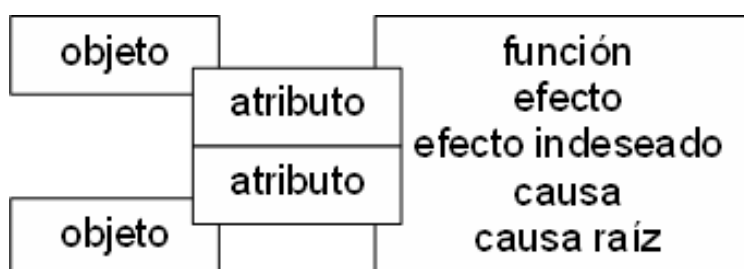 objeto
atributo
atributo
objeto
función
efecto
efecto indeseado
causa
causa raíz